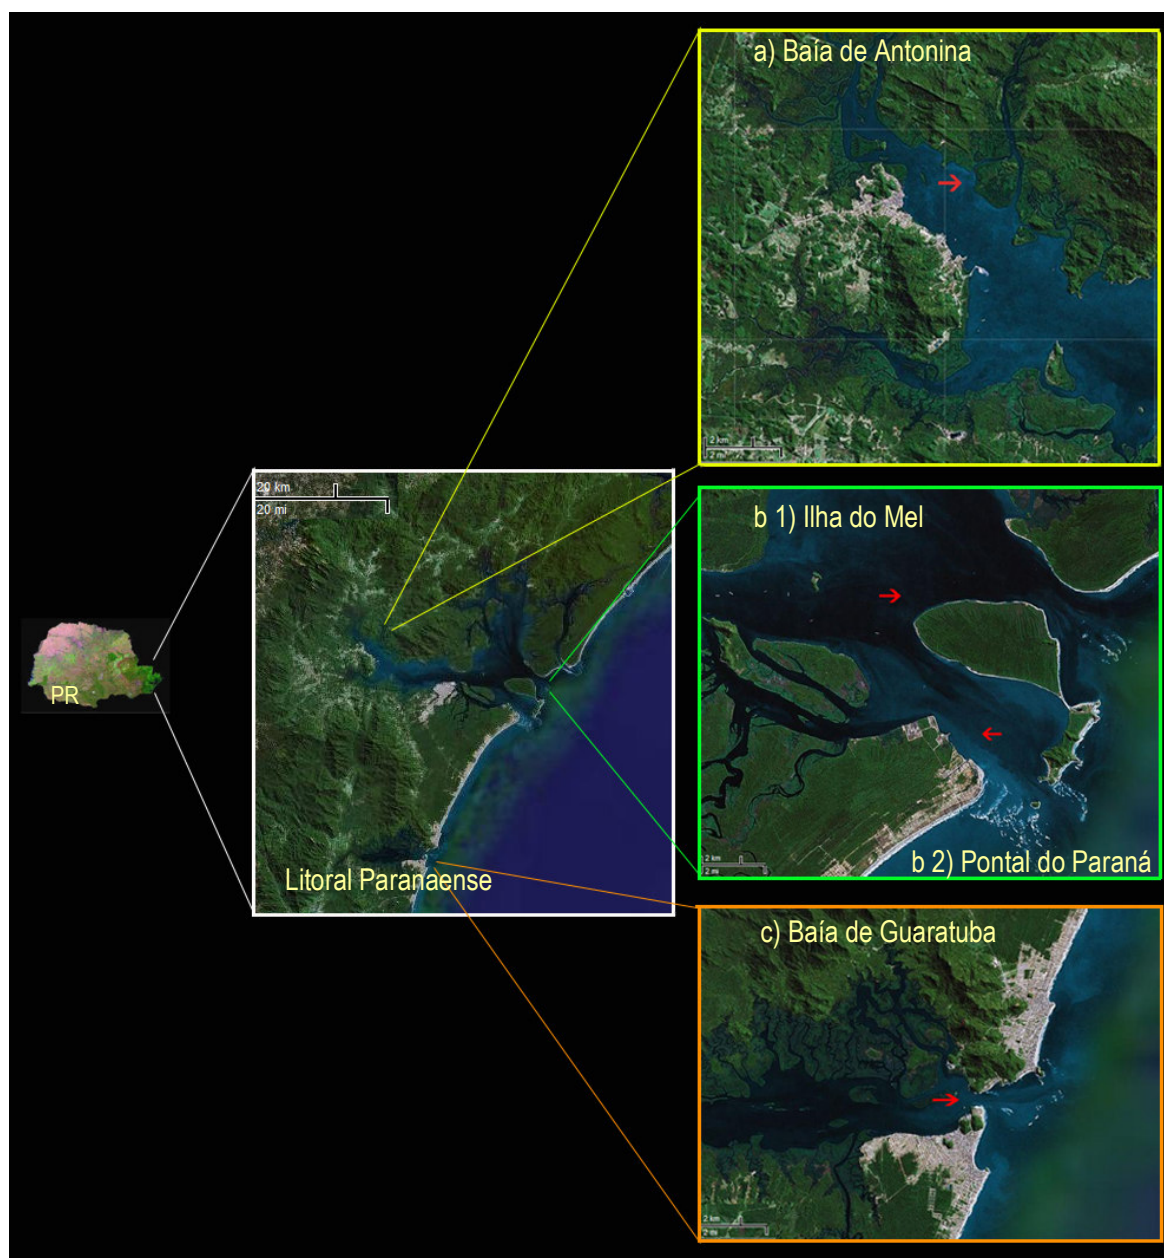 a) Baía de Antonina
2 km
2 mi
20 km
20 mi
b 1) Ilha do Mel
PR
2 km
2 mi
b 2) Pontal do Paraná
Litoral Paranaense
c) Baía de Guaratuba
2 km
2 mi